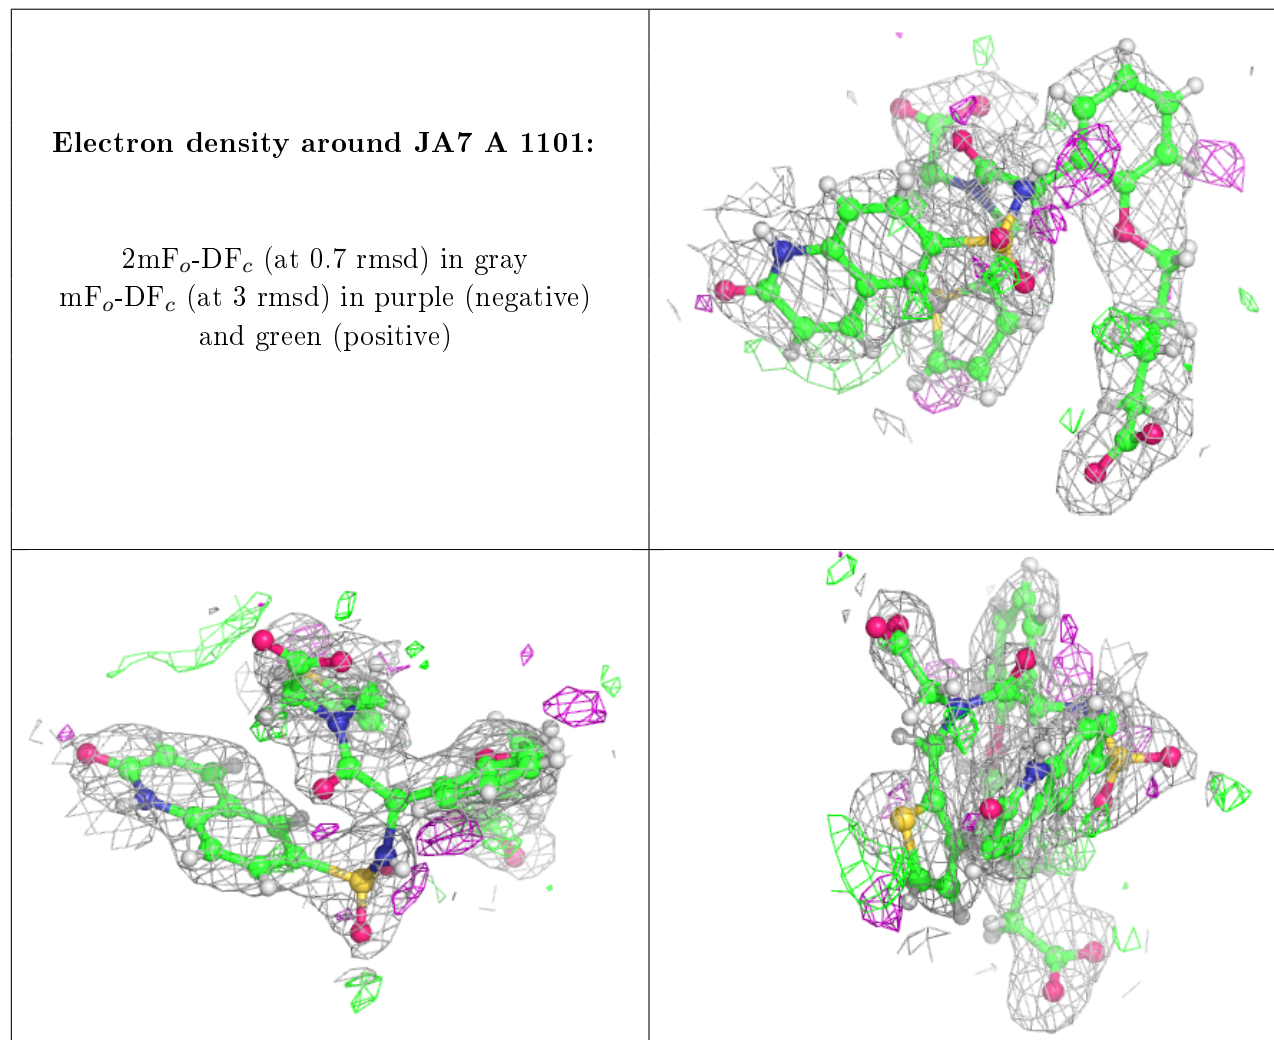 Electron density around JA7 A 1101:
2mFo-DFc (at 0.7 rmsd) in gray
mFo-DFc (at 3 rmsd) in purple (negative)
and green (positive)